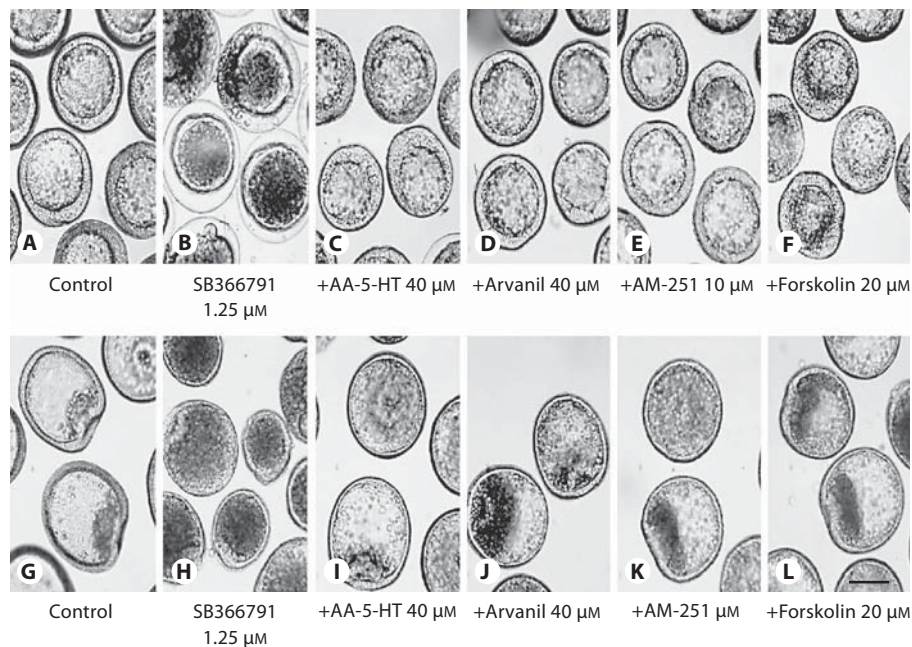 A B C D E F
Control SB366791 +AA-5-HT 40 μM +Arvanil 40 μM +AM-251 10 μM +Forskolin 20 μM
1.25 μM
G H I J K L
Control SB366791 +AA-5-HT 40 μM +Arvanil 40 μM +AM-251 μM +Forskolin 20 μM
1.25 μM